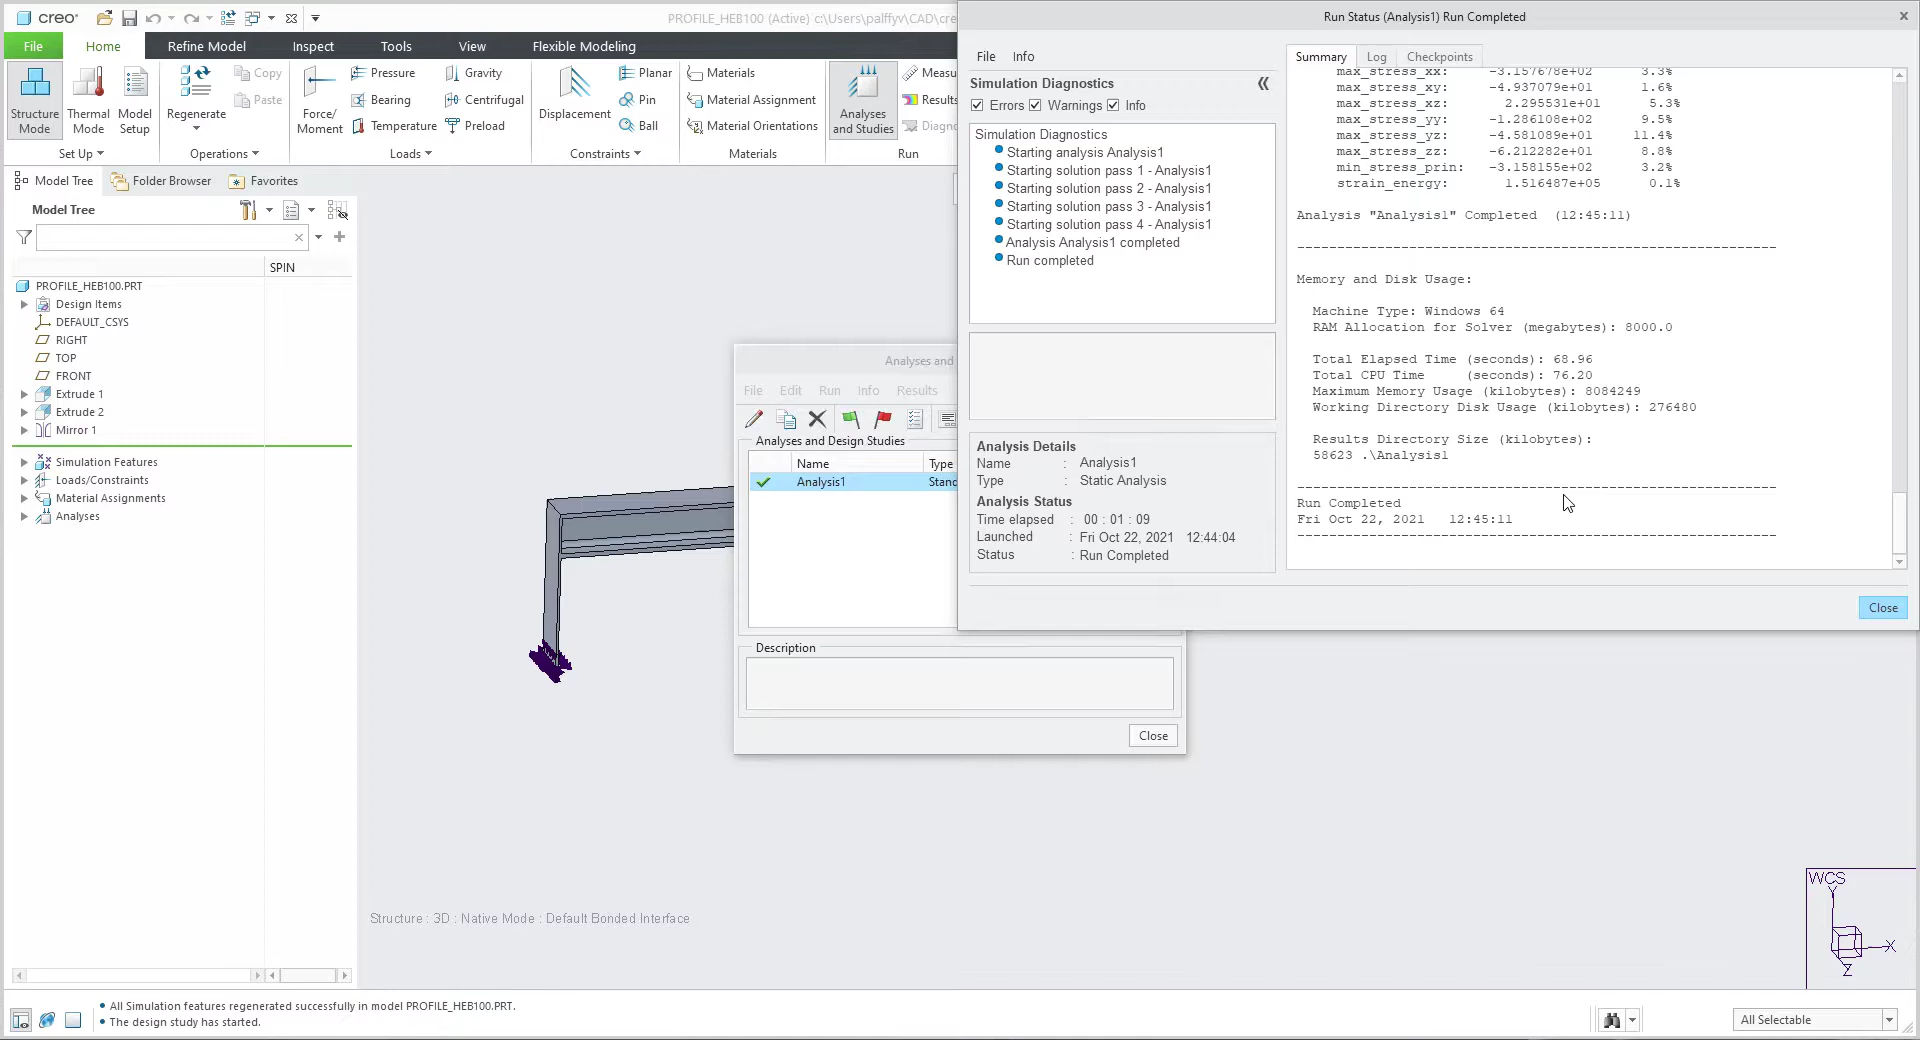 creo
PROFILE_HEB100 (Active) c:\Users\palffyv\CAD\cre
Run Status (Analysis1) Run Completed
File
Home
Refine Model
Inspect
Tools
View
Flexible Modeling
Structure Mode
Thermal Mode
Model Setup
Set Up
Regenerate
Copy
Paste
Operations
Force/ Moment
Pressure
Bearing
Temperature
Gravity
Centrifugal
Preload
Loads
Displacement
Planar
Pin
Ball
Constraints
Materials
Material Assignment
Material Orientations
Materials
Analyses and Studies
Measu
Results
Diagno
Run
Model Tree
Folder Browser
Favorites
Model Tree
SPIN
PROFILE_HEB100.PRT
Design Items
DEFAULT_CSYS
RIGHT
TOP
FRONT
Extrude 1
Extrude 2
Mirror 1
Simulation Features
Loads/Constraints
Material Assignments
Analyses
Analyses and
File Edit Run Info Results
Analyses and Design Studies
Name Type
Analysis1 Stand
Description
Close
File Info
Simulation Diagnostics
Errors Warnings Info
Simulation Diagnostics
Starting analysis Analysis1
Starting solution pass 1 - Analysis1
Starting solution pass 2 - Analysis1
Starting solution pass 3 - Analysis1
Starting solution pass 4 - Analysis1
Analysis Analysis1 completed
Run completed
Analysis Details
Name : Analysis1
Type : Static Analysis
Analysis Status
Time elapsed : 00 : 01 : 09
Launched : Fri Oct 22, 2021 12:44:04
Status : Run Completed
Summary Log Checkpoints
max_stress_xx: -3.157678e+02 3.3%
max_stress_xy: -4.937079e+01 1.6%
max_stress_xz: 2.295531e+01 5.3%
max_stress_yy: -1.286108e+02 9.5%
max_stress_yz: -4.581089e+01 11.4%
max_stress_zz: -6.212282e+01 8.8%
min_stress_prin: -3.158155e+02 3.2%
strain_energy: 1.516487e+05 0.1%
Analysis "Analysis1" Completed (12:45:11)
------------------------------------------------------------
Memory and Disk Usage:
Machine Type: Windows 64
RAM Allocation for Solver (megabytes): 8000.0
Total Elapsed Time (seconds): 68.96
Total CPU Time (seconds): 76.20
Maximum Memory Usage (kilobytes): 8084249
Working Directory Disk Usage (kilobytes): 276480
Results Directory Size (kilobytes):
58623 .\Analysis1
------------------------------------------------------------
Run Completed
Fri Oct 22, 2021 12:45:11
------------------------------------------------------------
Close
Structure : 3D : Native Mode : Default Bonded Interface
WCS
Y
X
Z
All Simulation features regenerated successfully in model PROFILE_HEB100.PRT.
The design study has started.
All Selectable